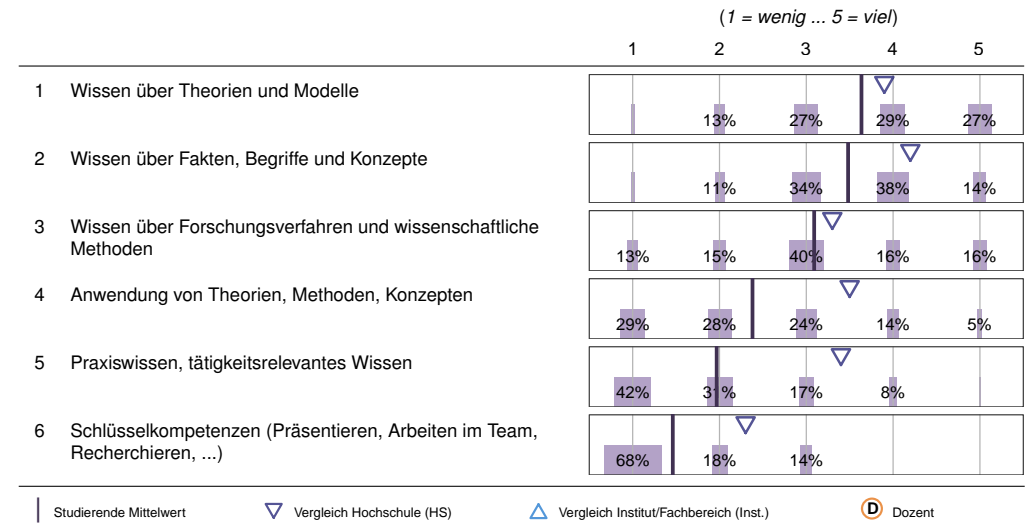 (1 = wenig ... 5 = viel)
1 2 3 4 5
1 Wissen über Theorien und Modelle
13% 27% 29% 27%
2 Wissen über Fakten, Begriffe und Konzepte
11% 34% 38% 14%
3 Wissen über Forschungsverfahren und wissenschaftliche
Methoden
13% 15% 40% 16% 16%
4 Anwendung von Theorien, Methoden, Konzepten
29% 28% 24% 14% 5%
5 Praxiswissen, tätigkeitsrelevantes Wissen
42% 31% 17% 8%
6 Schlüsselkompetenzen (Präsentieren, Arbeiten im Team,
Recherchieren, ...)
68% 18% 14%
Studierende Mittelwert Vergleich Hochschule (HS) Vergleich Institut/Fachbereich (Inst.) D Dozent